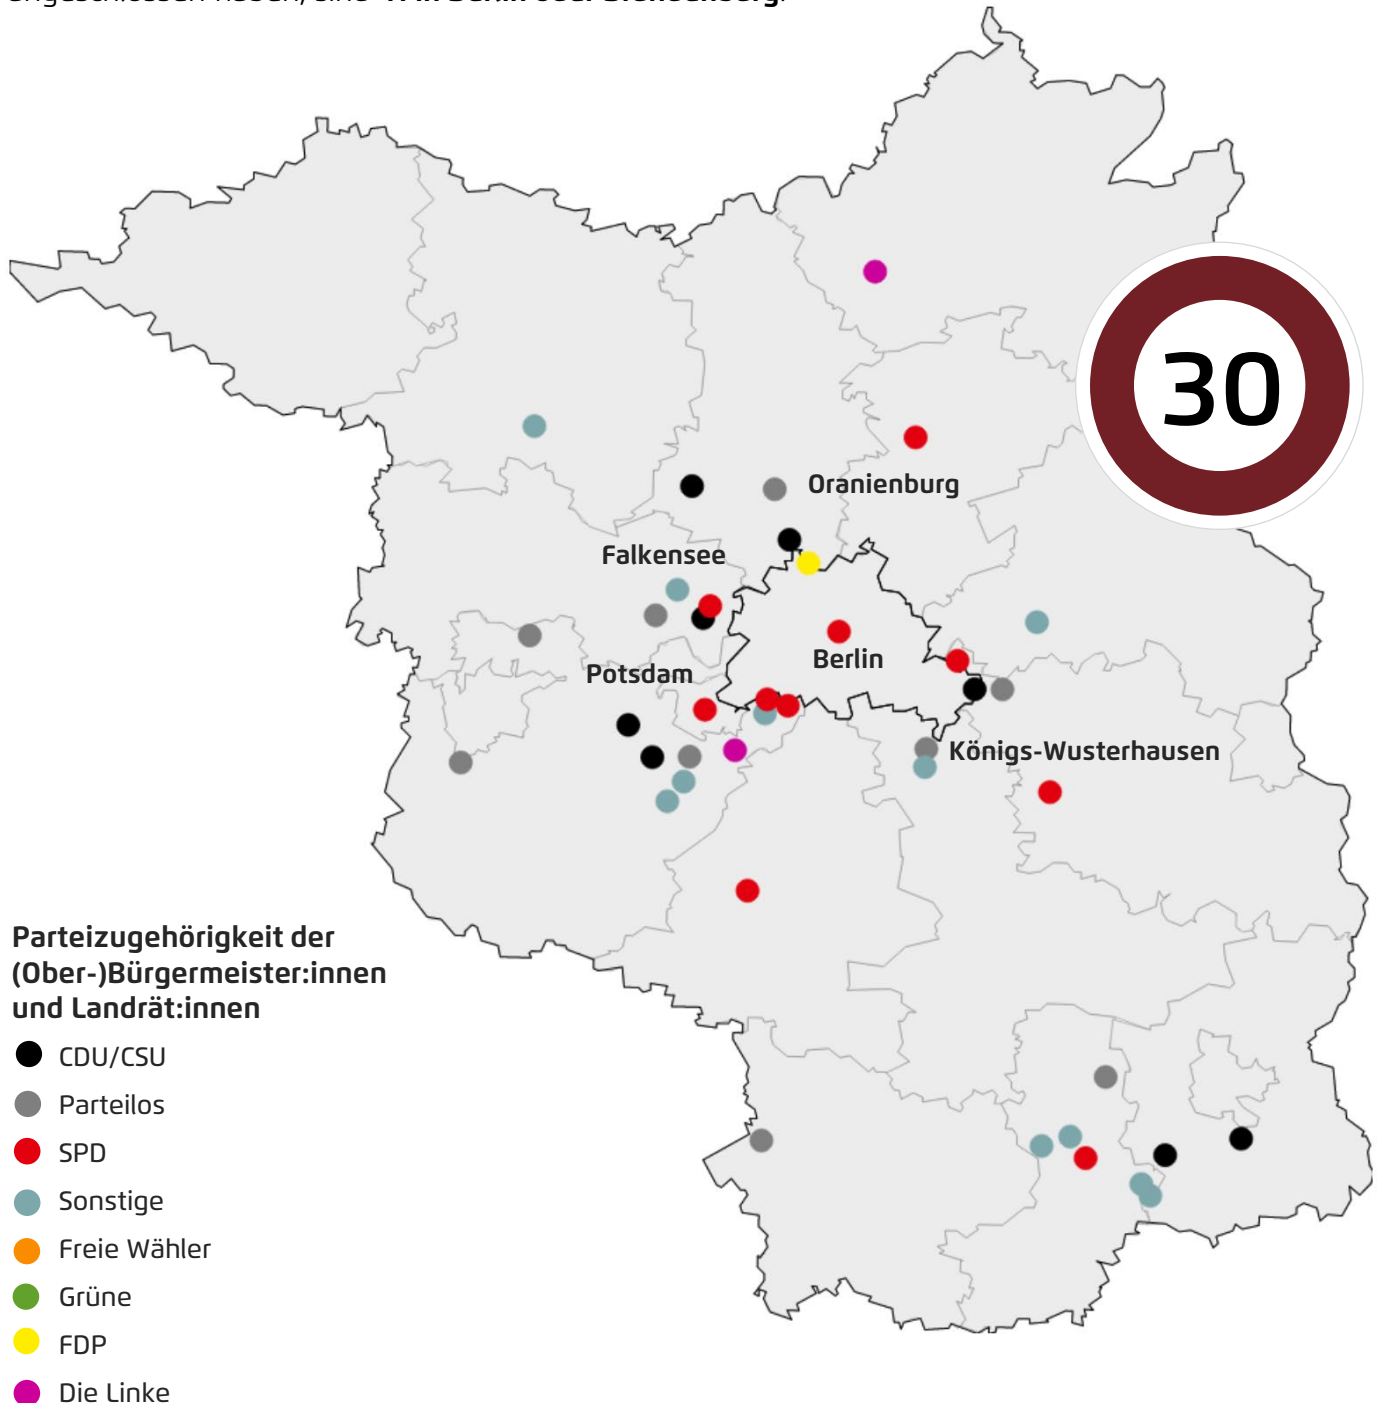 30
Oranienburg
Falkensee
Berlin
Potsdam
Königs-Wusterhausen
Parteizugehörigkeit der
(Ober-)Bürgermeister:innen
und Landrät:innen
CDU/CSU
Parteilos
SPD
Sonstige
Freie Wähler
Grüne
FDP
Die Linke